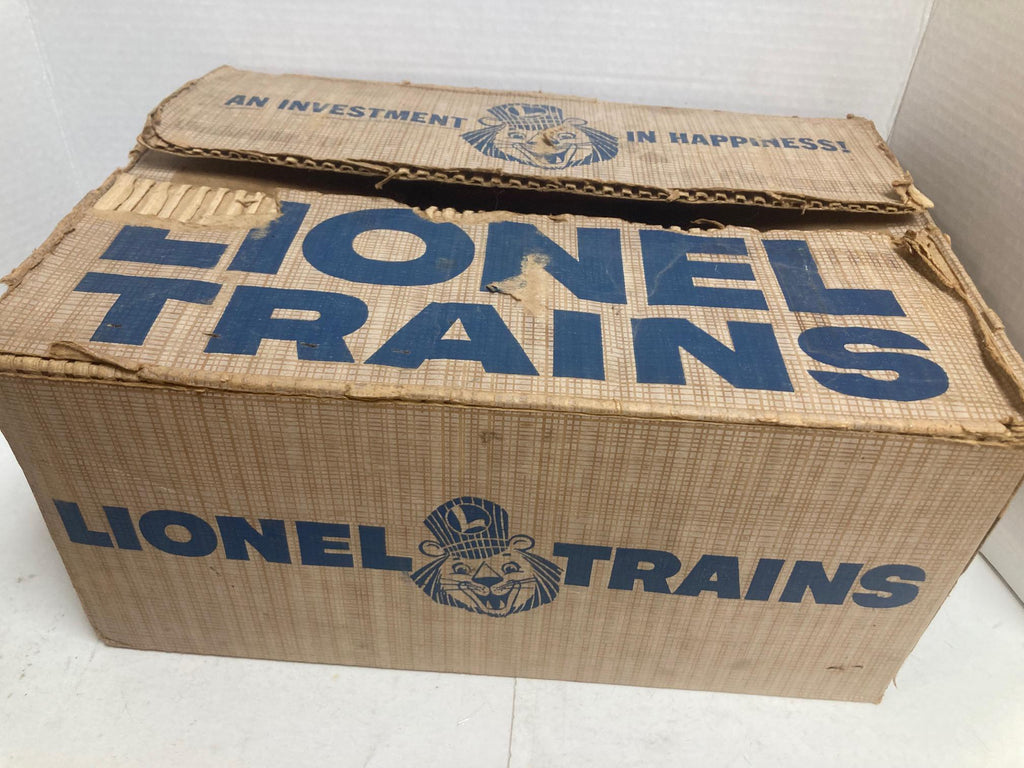 AN INVESTMENT IN HAPPINESS!
LIONEL
TRAINS
L
LIONEL TRAINS